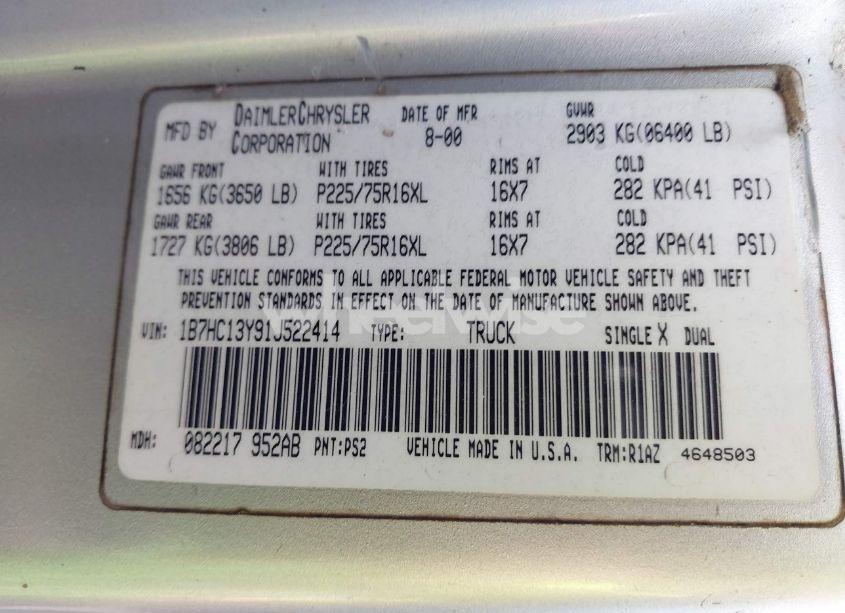 MFD BY DAIMLERCHRYSLER CORPORATION DATE OF MFR 8-00 GVWR 2903 KG(06400 LB)
GAWR FRONT WITH TIRES RIMS AT COLD
1656 KG(3650 LB) P225/75R16XL 16X7 282 KPA(41 PSI)
GAWR REAR WITH TIRES RIMS AT COLD
1727 KG(3806 LB) P225/75R16XL 16X7 282 KPA(41 PSI)
THIS VEHICLE CONFORMS TO ALL APPLICABLE FEDERAL MOTOR VEHICLE SAFETY AND THEFT
PREVENTION STANDARDS IN EFFECT ON THE DATE OF MANUFACTURE SHOWN ABOVE.
wheelwise
VIN: 1B7HC13Y91J522414 TYPE: TRUCK SINGLE X DUAL
MDH: 082217 952AB PNT:PS2 VEHICLE MADE IN U.S.A. TRM:R1AZ 4648503